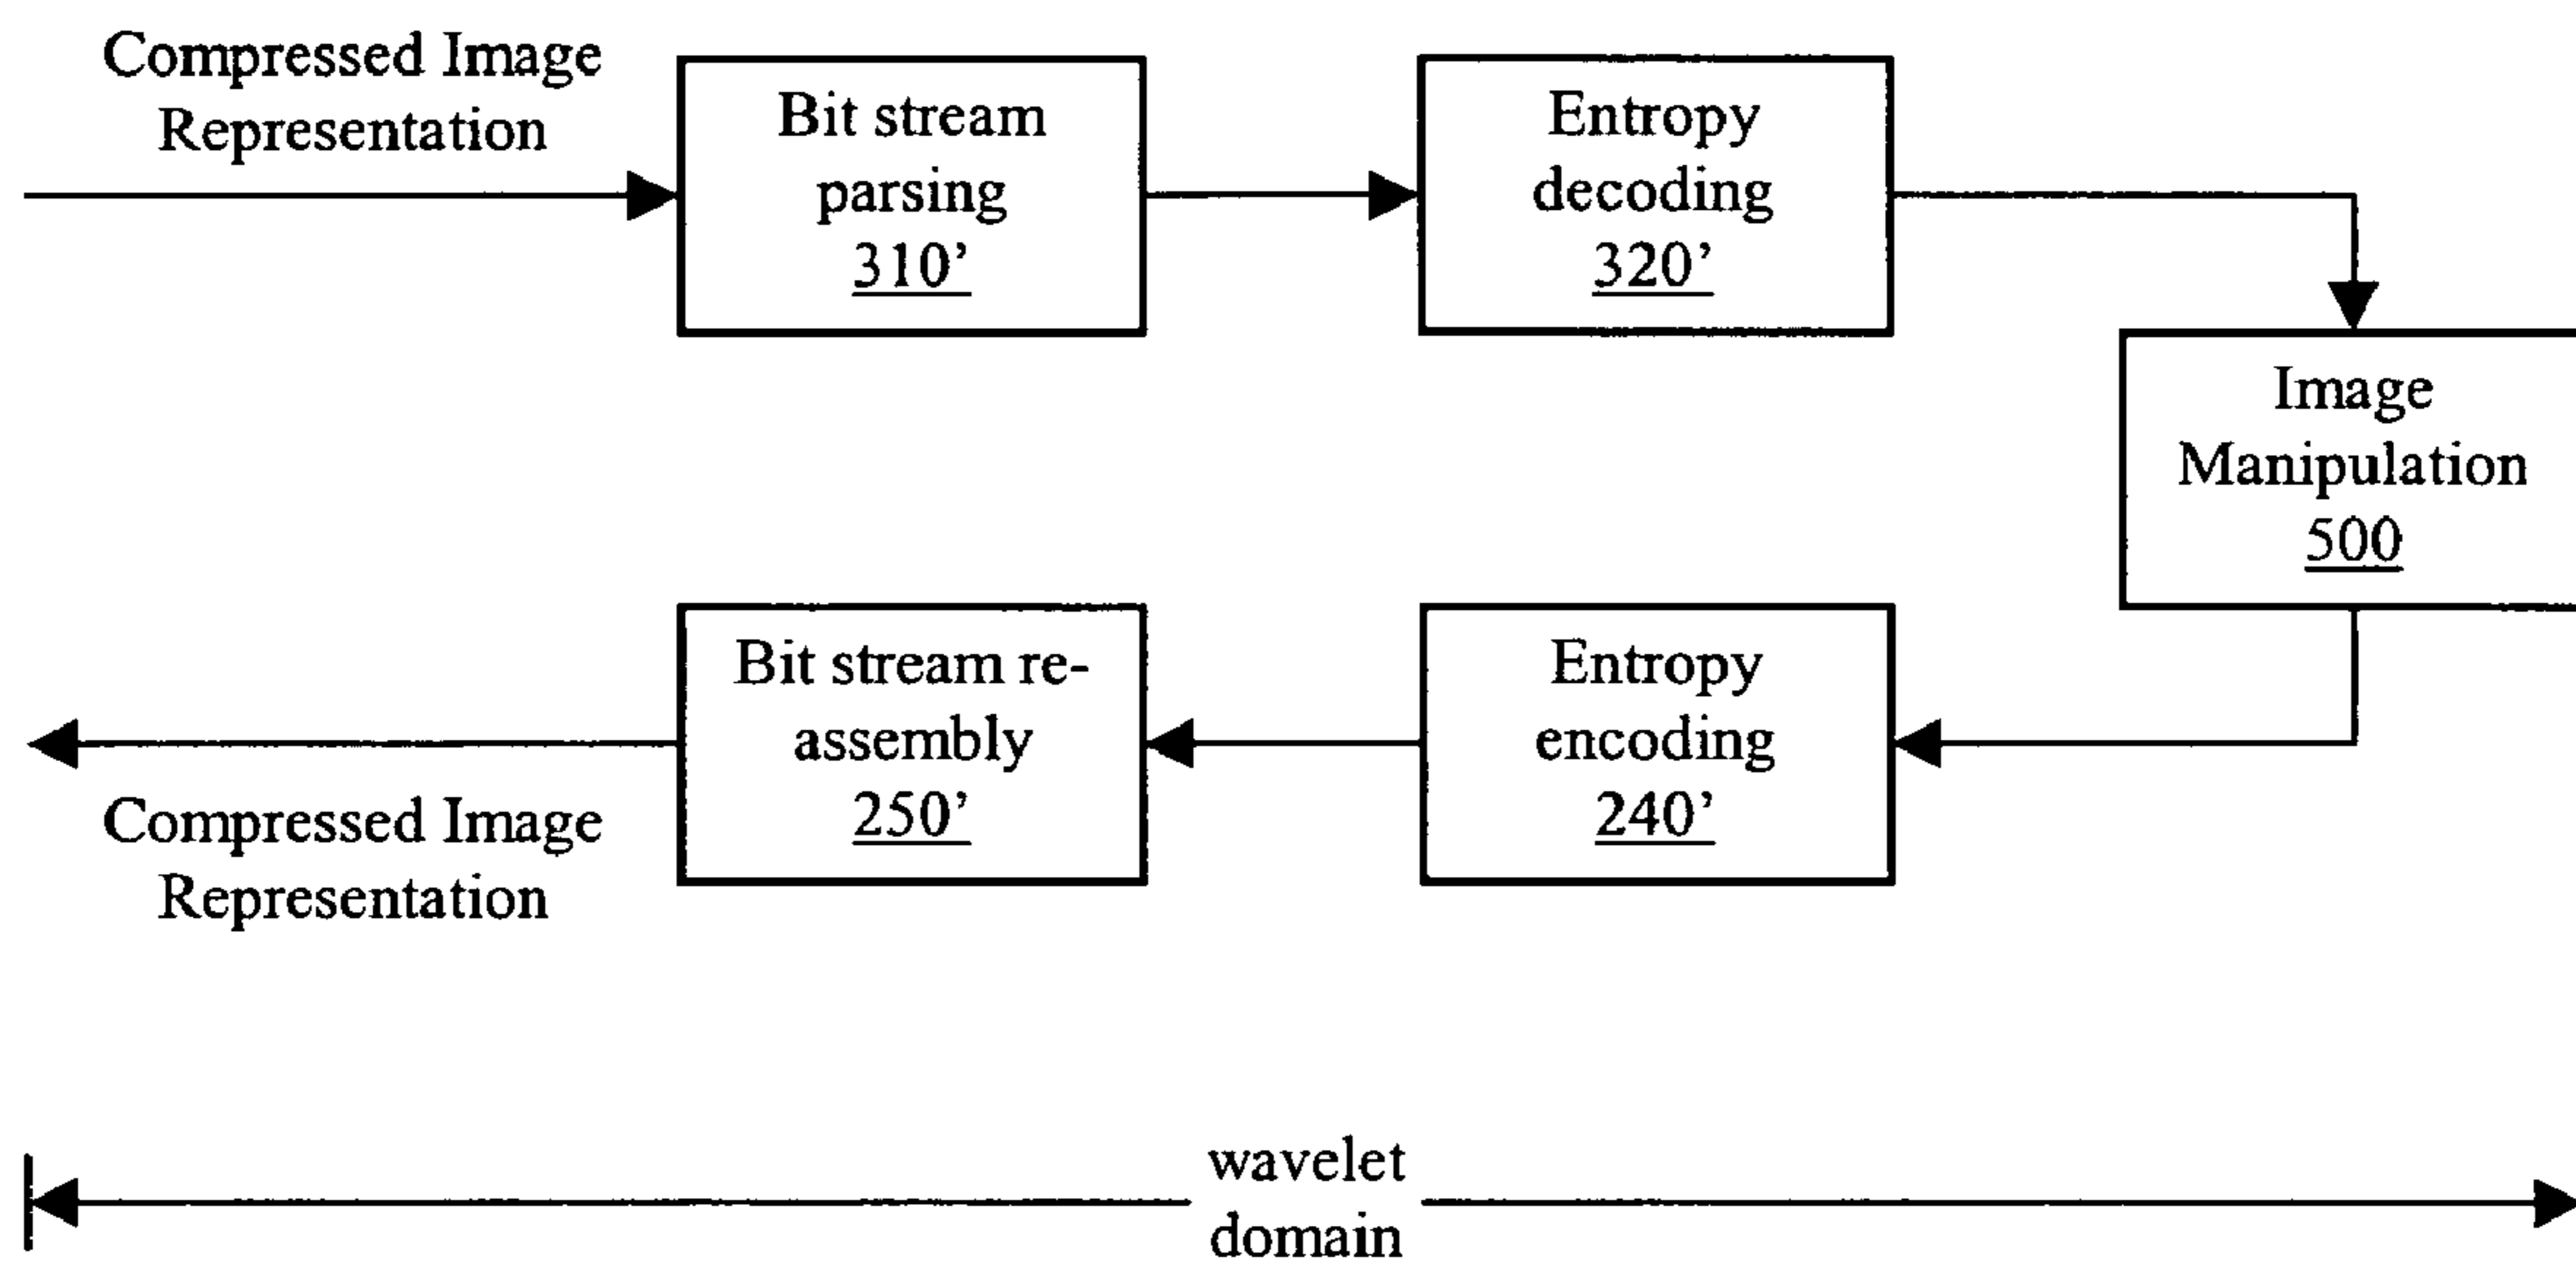 Compressed Image
Representation
Bit stream
parsing
310’
Entropy
decoding
320’
Image
Manipulation
500
Bit stream re-
assembly
250’
Entropy
encoding
240’
Compressed Image
Representation
wavelet
domain